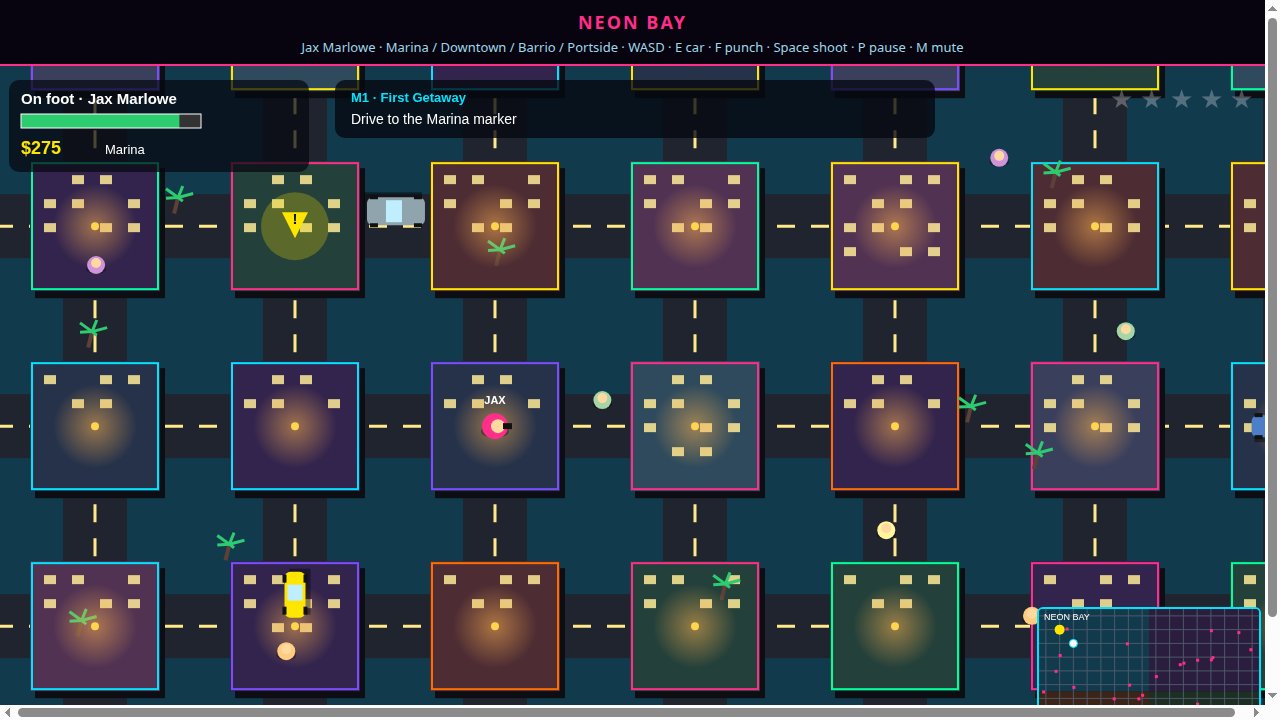 NEON BAY
Jax Marlowe · Marina / Downtown / Barrio / Portside · WASD · E car · F punch · Space shoot · P pause · M mute
On foot · Jax Marlowe
$275
Marina
M1 · First Getaway
Drive to the Marina marker
!
JAX
NEON BAY